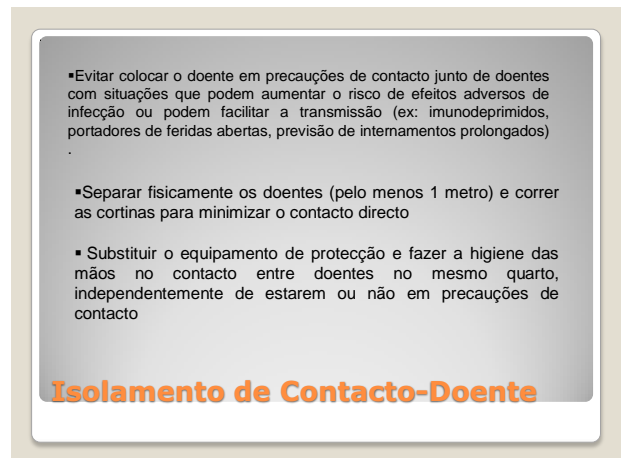 ▪Evitar colocar o doente em precauções de contacto junto de doentes
com situações que podem aumentar o risco de efeitos adversos de
infecção ou podem facilitar a transmissão (ex: imunodeprimidos,
portadores de feridas abertas, previsão de internamentos prolongados)
.
▪Separar fisicamente os doentes (pelo menos 1 metro) e correr
as cortinas para minimizar o contacto directo
▪ Substituir o equipamento de protecção e fazer a higiene das
mãos no contacto entre doentes no mesmo quarto,
independentemente de estarem ou não em precauções de
contacto
Isolamento de Contacto-Doente